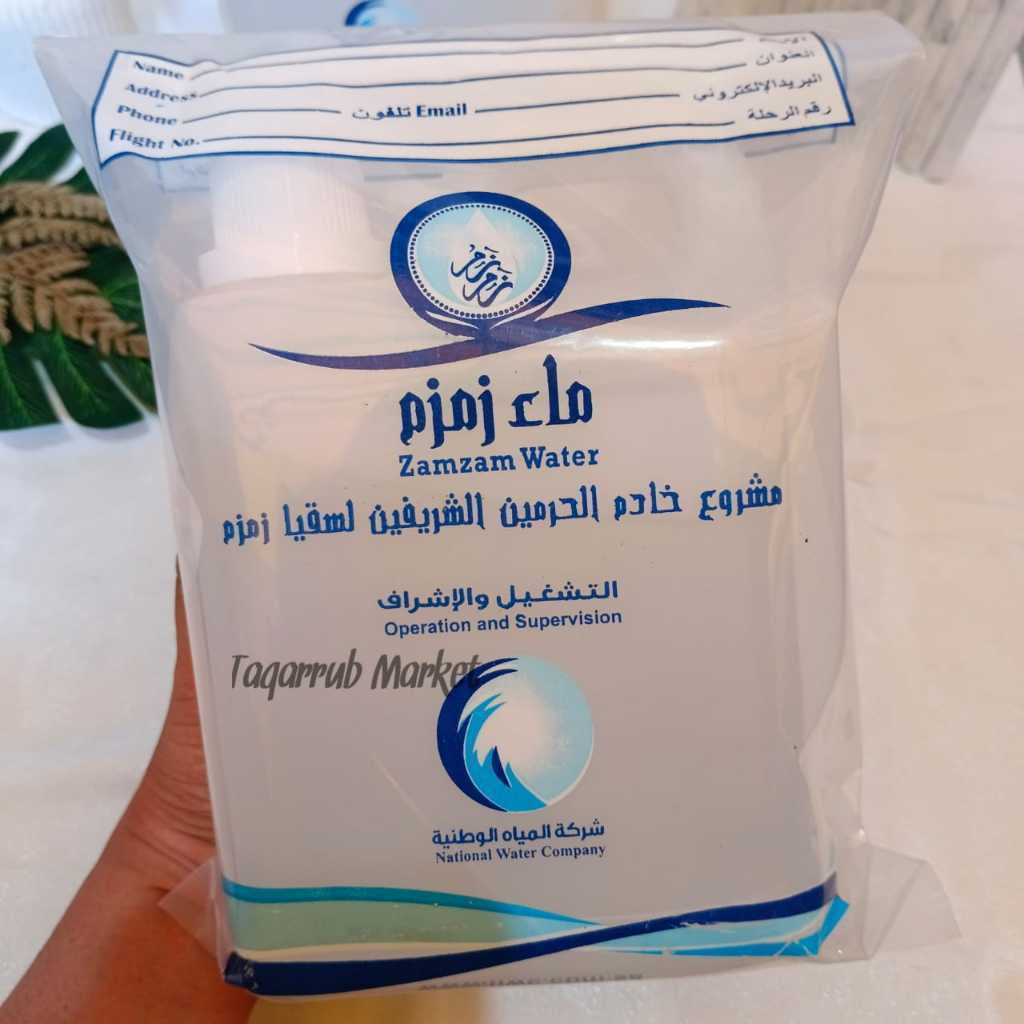 Name العنوان
Address البريد الإلكتروني
Phone تلفون Email رقم الرحلة
Flight No.
زمزم
ماء زمزم
Zamzam Water
مشروع خادم الحرمين الشريفين لسقيا زمزم
التشغيل والإشراف
Operation and Supervision
Taqarrub Market
شركة المياه الوطنية
National Water Company